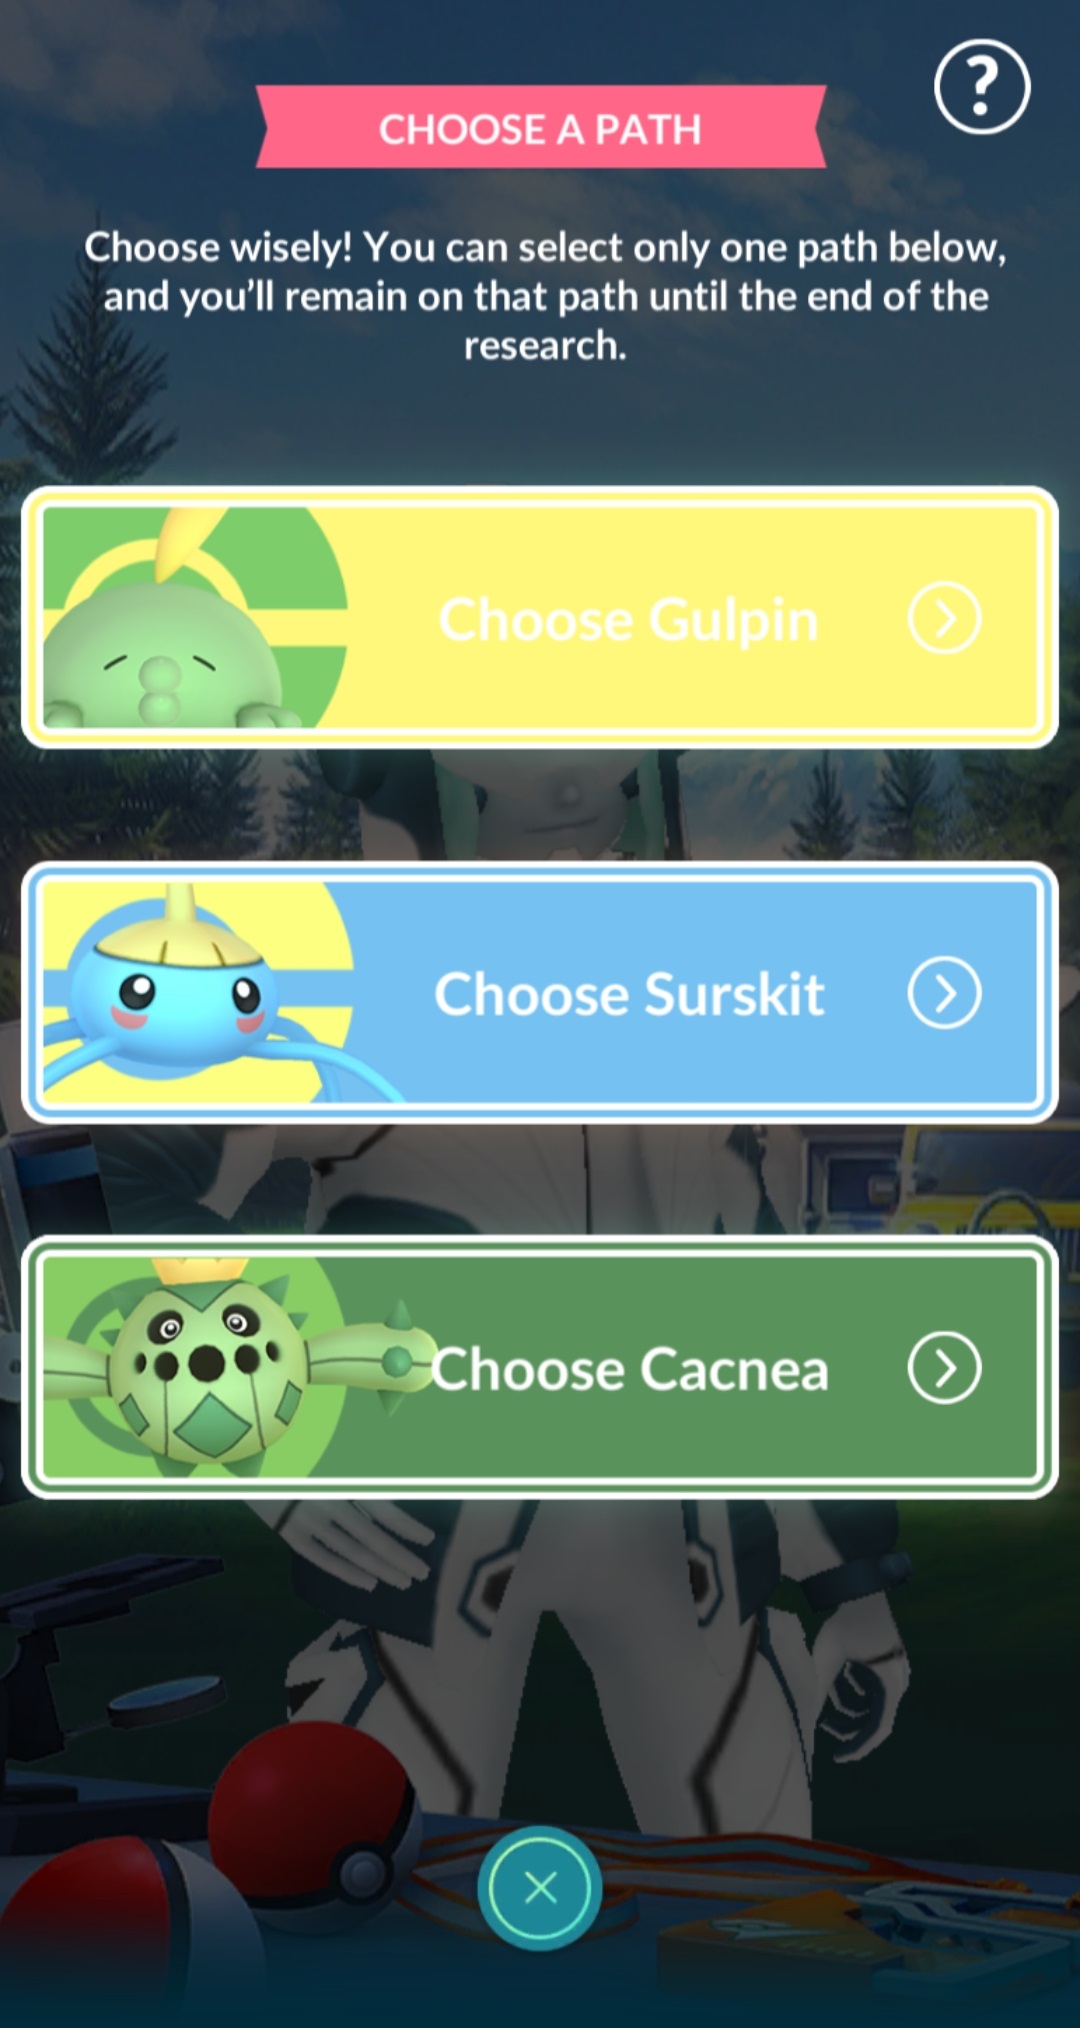 CHOOSE A PATH
Choose wisely! You can select only one path below,
and you’ll remain on that path until the end of the
research.
Choose Gulpin
Choose Surskit
Choose Cacnea